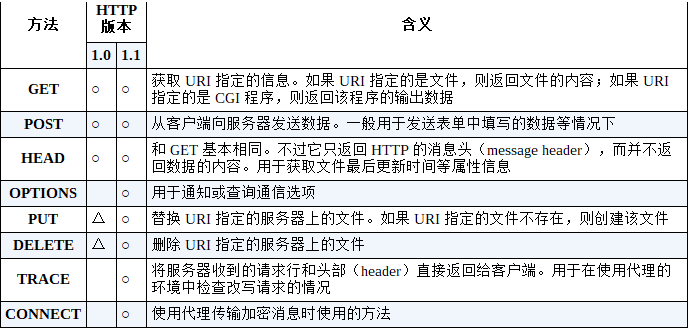 方法 HTTP 版本 含义
1.0 1.1
GET ○ ○ 获取 URI 指定的信息。如果 URI 指定的是文件，则返回文件的内容；如果 URI
指定的是 CGI 程序，则返回该程序的输出数据
POST ○ ○ 从客户端向服务器发送数据。一般用于发送表单中填写的数据等情况下
HEAD ○ ○ 和 GET 基本相同。不过它只返回 HTTP 的消息头（message header），而并不返
回数据的内容。用于获取文件最后更新时间等属性信息
OPTIONS ○ 用于通知或查询通信选项
PUT △ ○ 替换 URI 指定的服务器上的文件。如果 URI 指定的文件不存在，则创建该文件
DELETE △ ○ 删除 URI 指定的服务器上的文件
TRACE ○ 将服务器收到的请求行和头部（header）直接返回给客户端。用于在使用代理的
环境中检查改写请求的情况
CONNECT ○ 使用代理传输加密消息时使用的方法